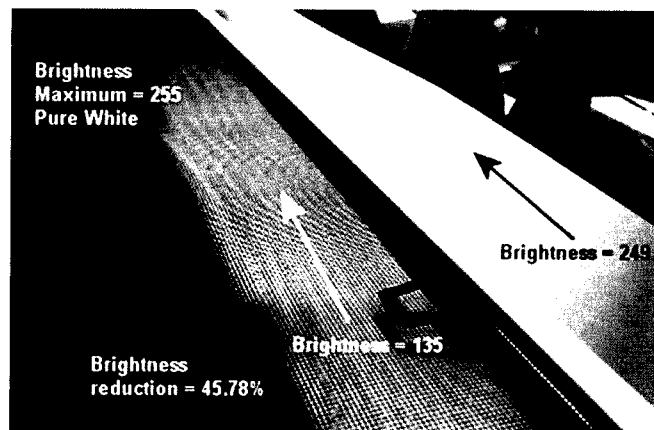 Brightness
Maximum = 255
Pure White
Brightness = 249
Brightness = 135
Brightness
reduction = 45.78%